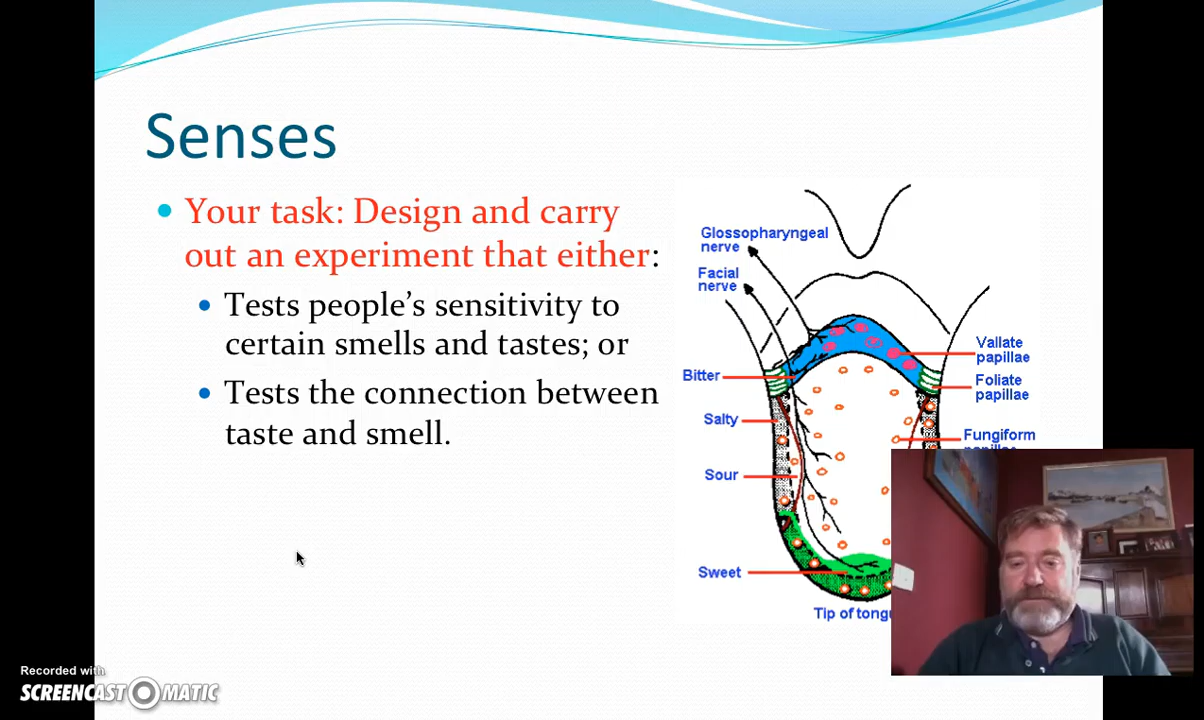 Senses
Your task: Design and carry
out an experiment that either:
Tests people's sensitivity to
certain smells and tastes; or
Tests the connection between
taste and smell.
Glossopharyngeal
nerve
Facial
nerve
Bitter
Salty
Sour
Sweet
Vallate
papillae
Foliate
papillae
Fungiform
Tip of tongu
Recorded with
SCREENCAST MATIC